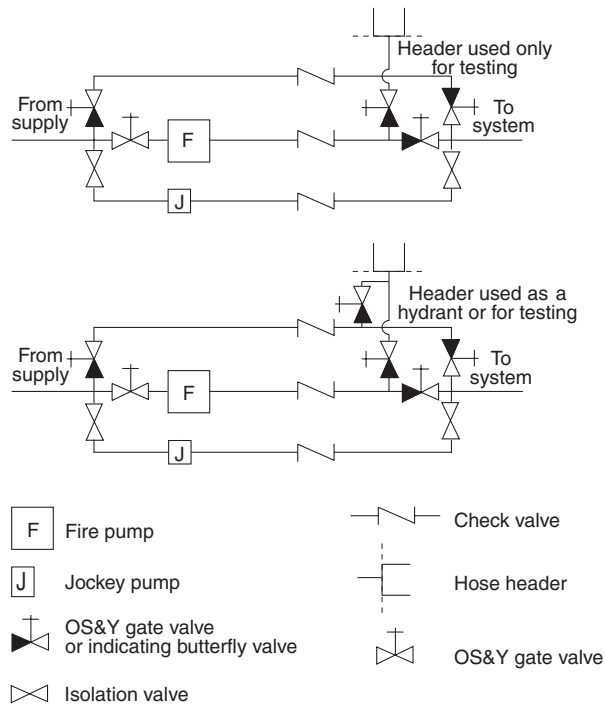 Header used only
for testing
From
supply
To
system
F
J
Header used as a
hydrant or for testing
From
supply
To
system
F
J
F
Fire pump
J
Jockey pump
OS&Y gate valve
or indicating butterfly valve
Isolation valve
Check valve
Hose header
OS&Y gate valve